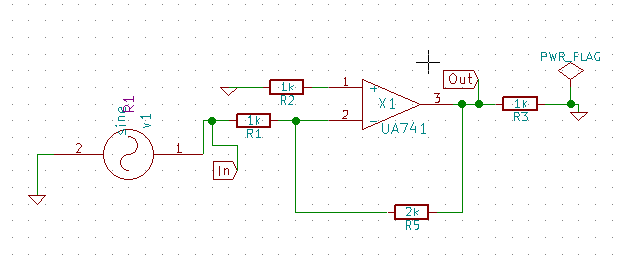 PWR_FLAG
Out
1k
R2
1
+
X1
UA741
3
2
-
1k
R3
sine
R1
v1
1k
R1
2
1
In
2k
R5